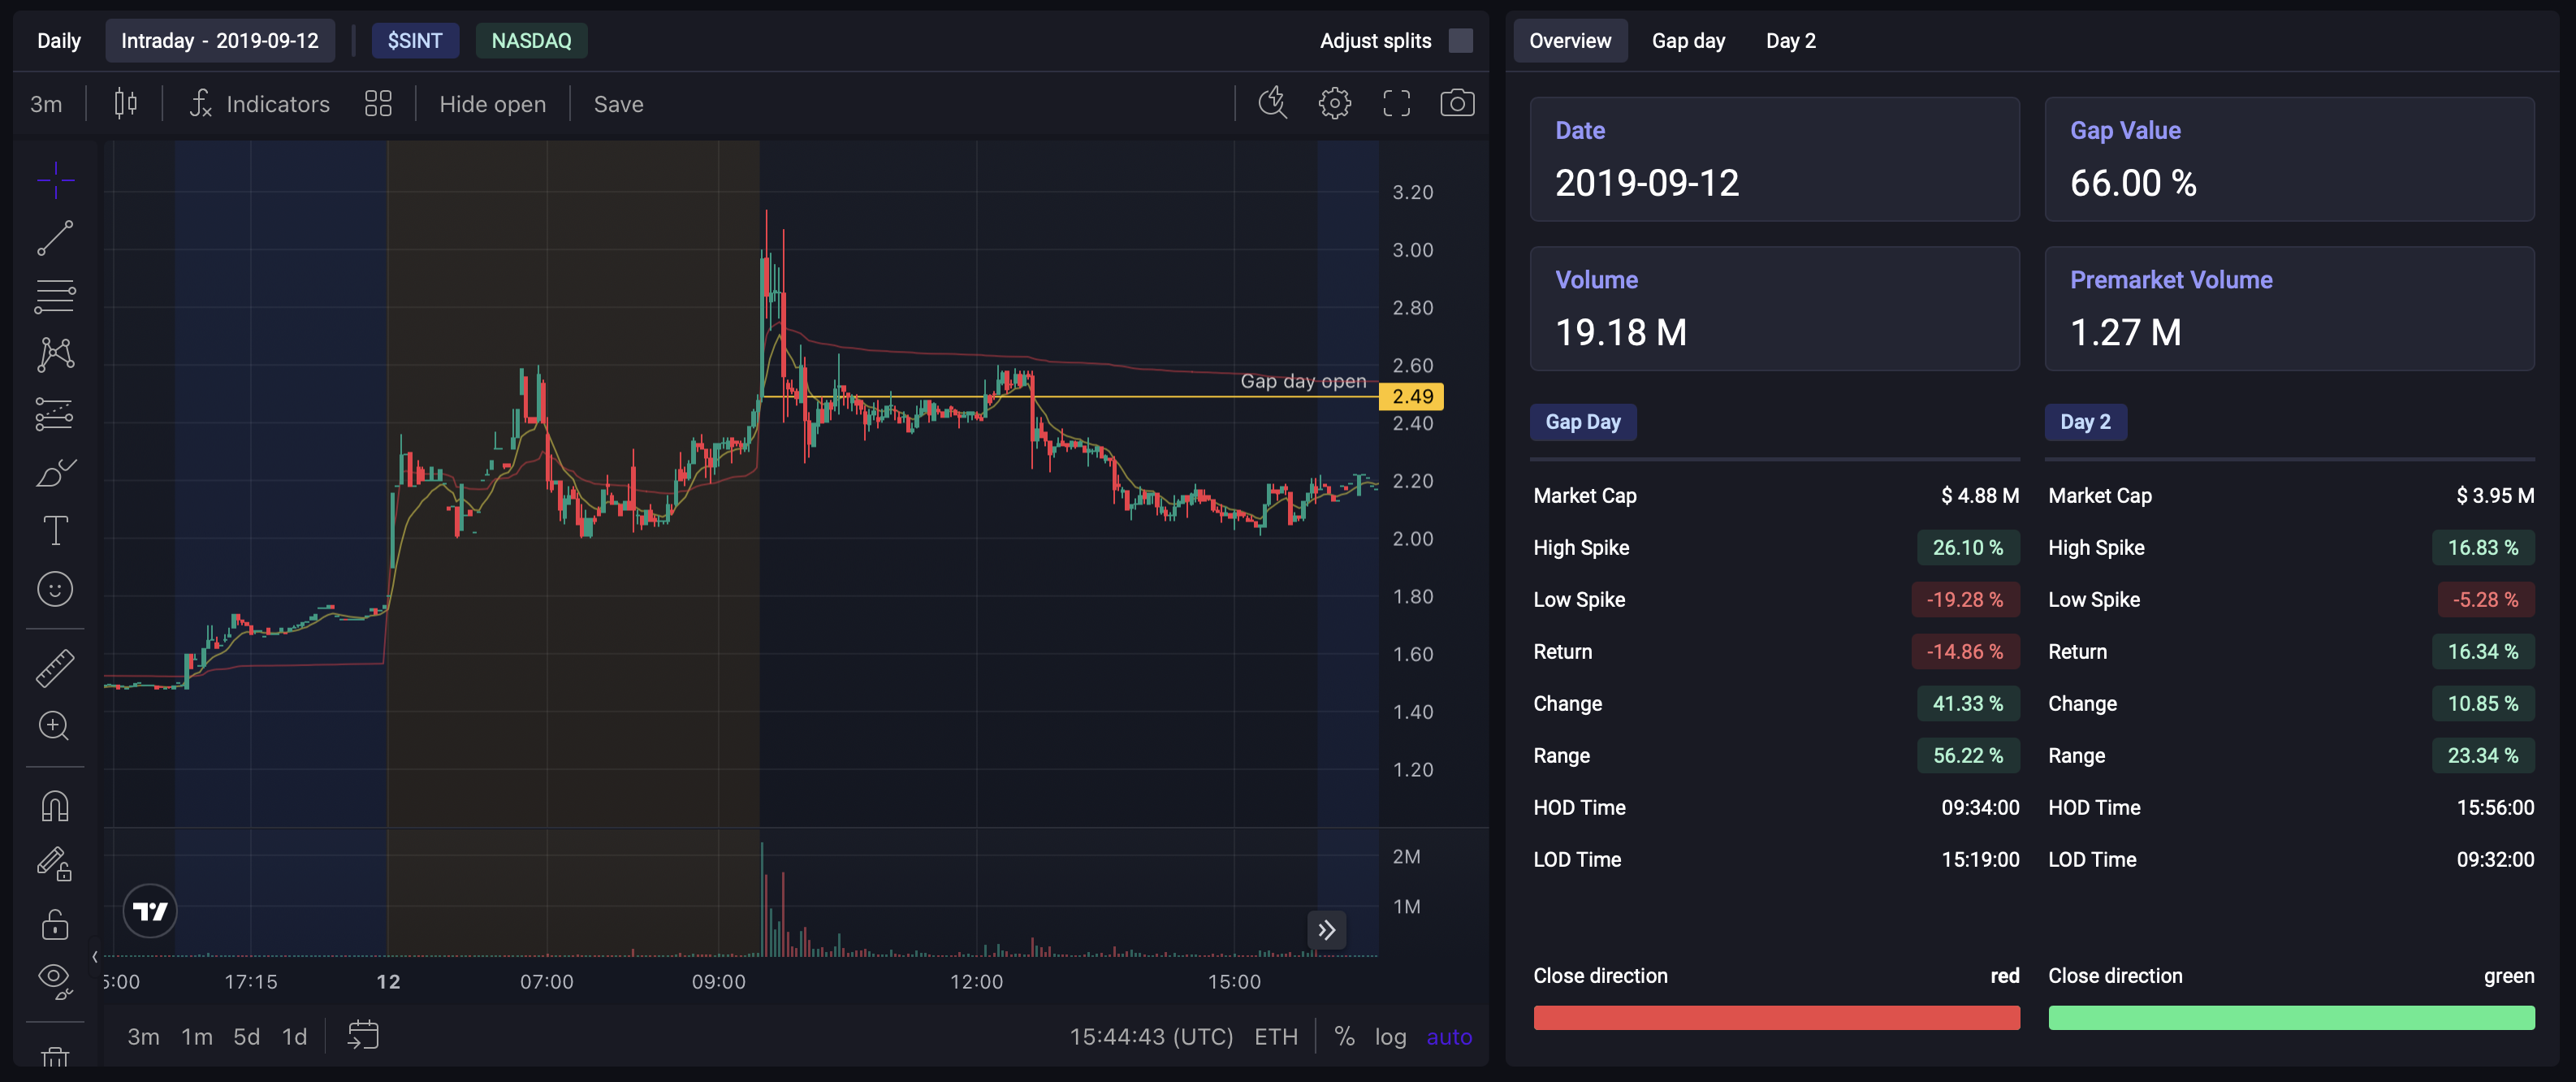 Daily Intraday - 2019-09-12 $SINT NASDAQ Adjust splits
3m Indicators Hide open Save
3.20
3.00
2.80
2.60
Gap day open
2.49
2.40
2.20
2.00
1.80
1.60
1.40
1.20
2M
1M
5:00 17:15 12 07:00 09:00 12:00 15:00
3m 1m 5d 1d 15:44:43 (UTC) ETH % log auto
Overview Gap day Day 2
Date
2019-09-12
Gap Value
66.00 %
Volume
19.18 M
Premarket Volume
1.27 M
Gap Day
Market Cap $ 4.88 M
High Spike 26.10 %
Low Spike -19.28 %
Return -14.86 %
Change 41.33 %
Range 56.22 %
HOD Time 09:34:00
LOD Time 15:19:00
Close direction red
Day 2
Market Cap $ 3.95 M
High Spike 16.83 %
Low Spike -5.28 %
Return 16.34 %
Change 10.85 %
Range 23.34 %
HOD Time 15:56:00
LOD Time 09:32:00
Close direction green